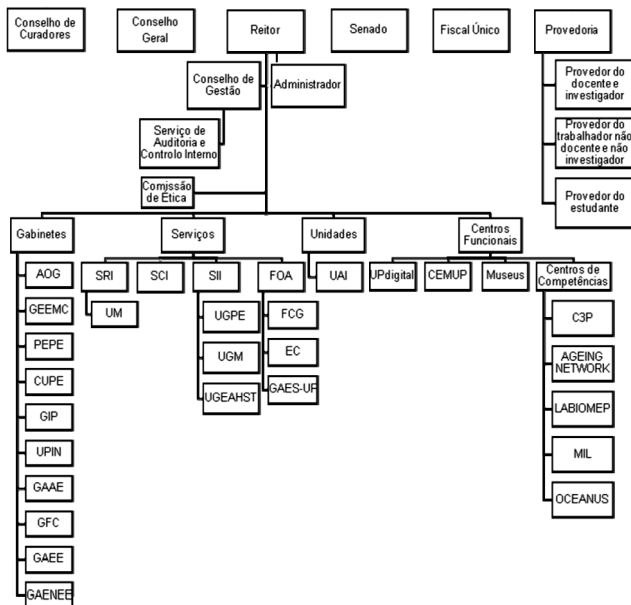 Conselho de
Curadores
Conselho
Geral
Reitor
Senado
Fiscal Único
Provedoria
Conselho de
Gestão
Administrador
Serviço de
Auditória e
Controlo Interno
Comissão
de Ética
Provedor do
docente e
investigador
Provedor do
trabalhador não
docente e não
investigador
Provedor do
estudante
Gabinetes
Serviços
Unidades
Centros
Funcionais
AOG
GEEMC
PEPE
CUPE
GIP
UPIN
GAAE
GFC
GAEE
GAENEE
SRI
SCI
SII
FOA
UM
UGPE
UGM
UGEAHST
FCG
EC
GAES-UP
UAI
UPdigital
CEMUP
Museus
Centros de
Competências
C3P
AGEING
NETWORK
LABIOMEP
MIL
OCEANUS